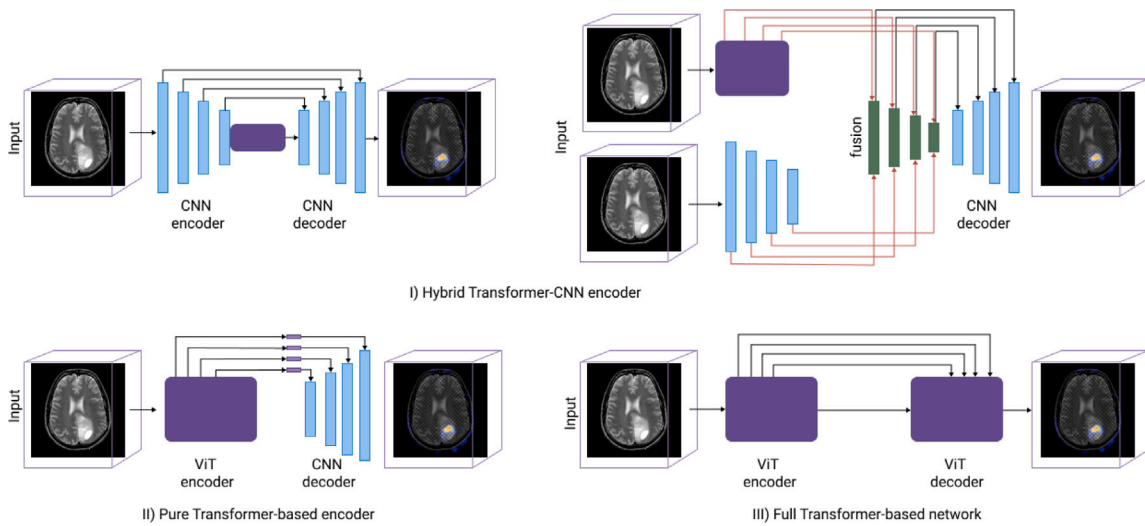 Input
CNN
encoder
CNN
decoder
Input
Input
fusion
CNN
decoder
I) Hybrid Transformer-CNN encoder
Input
ViT
encoder
CNN
decoder
II) Pure Transformer-based encoder
Input
ViT
encoder
ViT
decoder
III) Full Transformer-based network